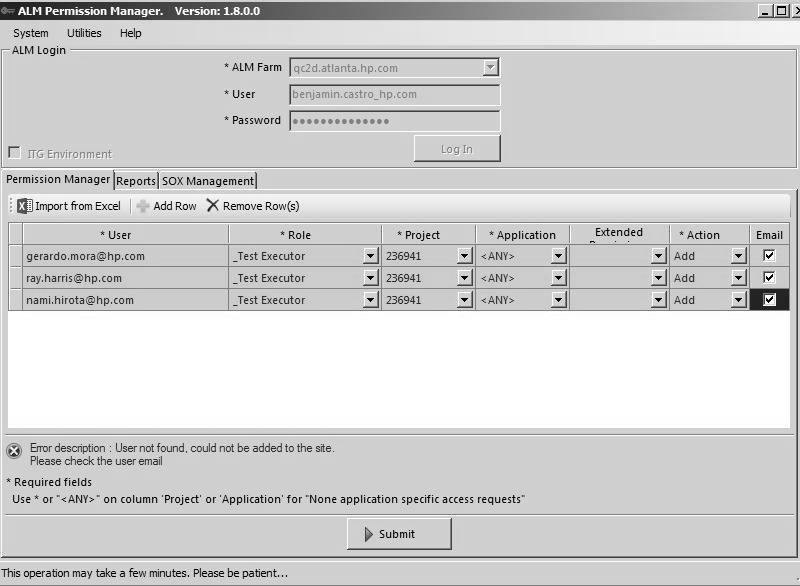 ALM Permission Manager.   Version: 1.8.0.0
System Utilities Help
ALM Login
* ALM Farm qc2d.atlanta.hp.com
* User benjamin.castro_hp.com
* Password ●●●●●●●●●●●●●●
ITG Environment Log In
Permission Manager Reports SOX Management
Import from Excel Add Row Remove Row(s)
* User * Role * Project * Application Extended * Action Email
gerardo.mora@hp.com _Test Executor 236941 <ANY> Add
ray.harris@hp.com _Test Executor 236941 <ANY> Add
nami.hirota@hp.com _Test Executor 236941 <ANY> Add
Error description : User not found, could not be added to the site.
Please check the user email
* Required fields
Use * or "<ANY>" on column 'Project' or 'Application' for "None application specific access requests"
Submit
This operation may take a few minutes. Please be patient...